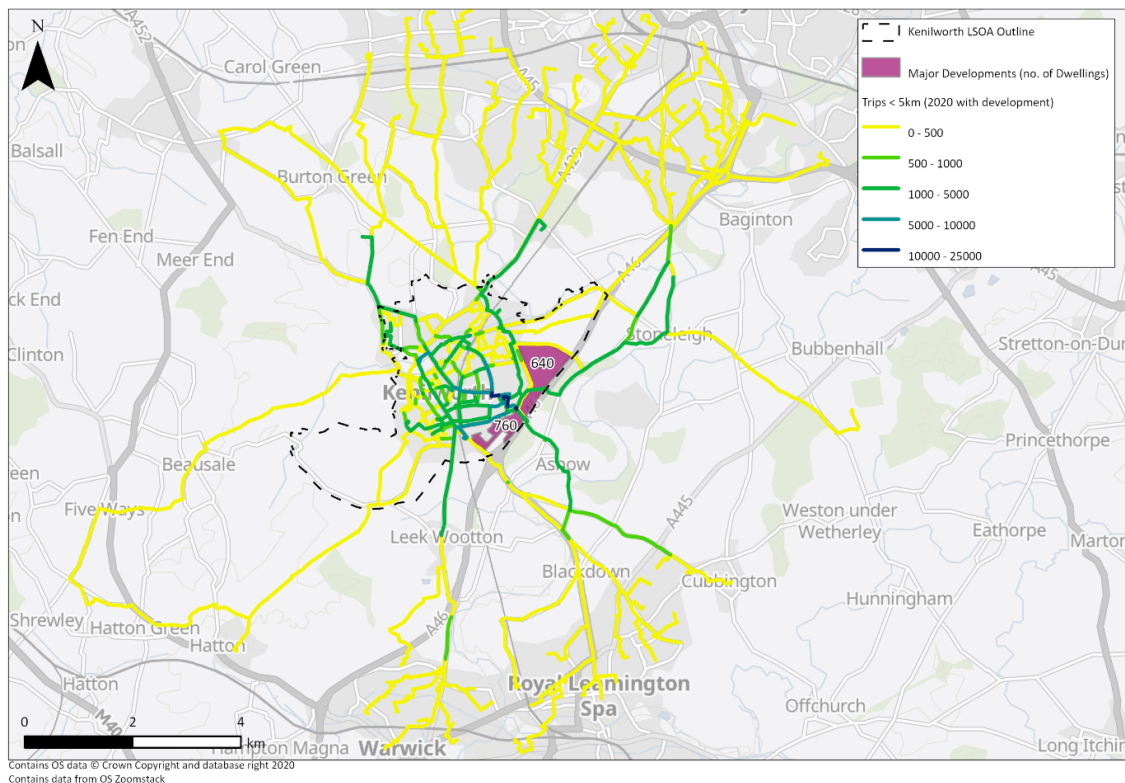 N
A452
Carol Green
A45
Kenilworth LSOA Outline
Major Developments (no. of Dwellings)
Trips < 5km (2020 with development)
0 - 500
500 - 1000
1000 - 5000
5000 - 10000
10000 - 25000
Balsall
Burton Green
A429
Baginton
Fen End
Meer End
A46
A45
ck End
Stoneleigh
Bubbenhall
Stretton-on-Dun
Clinton
640
760
Ashow
Princethorpe
Beausale
een
Five Ways
A445
Weston under
Wetherley
Eathorpe
Marton
Leek Wootton
Blackdown
Cubbington
Hunningham
Shrewley
Hatton Green
A46
Hatton
Hatton
Royal Leamington
Spa
Offchurch
M40
0 2 4
km
Hampton Magna
Warwick
Long Itchin
Contains OS data © Crown Copyright and database right 2020
Contains data from OS Zoomstack